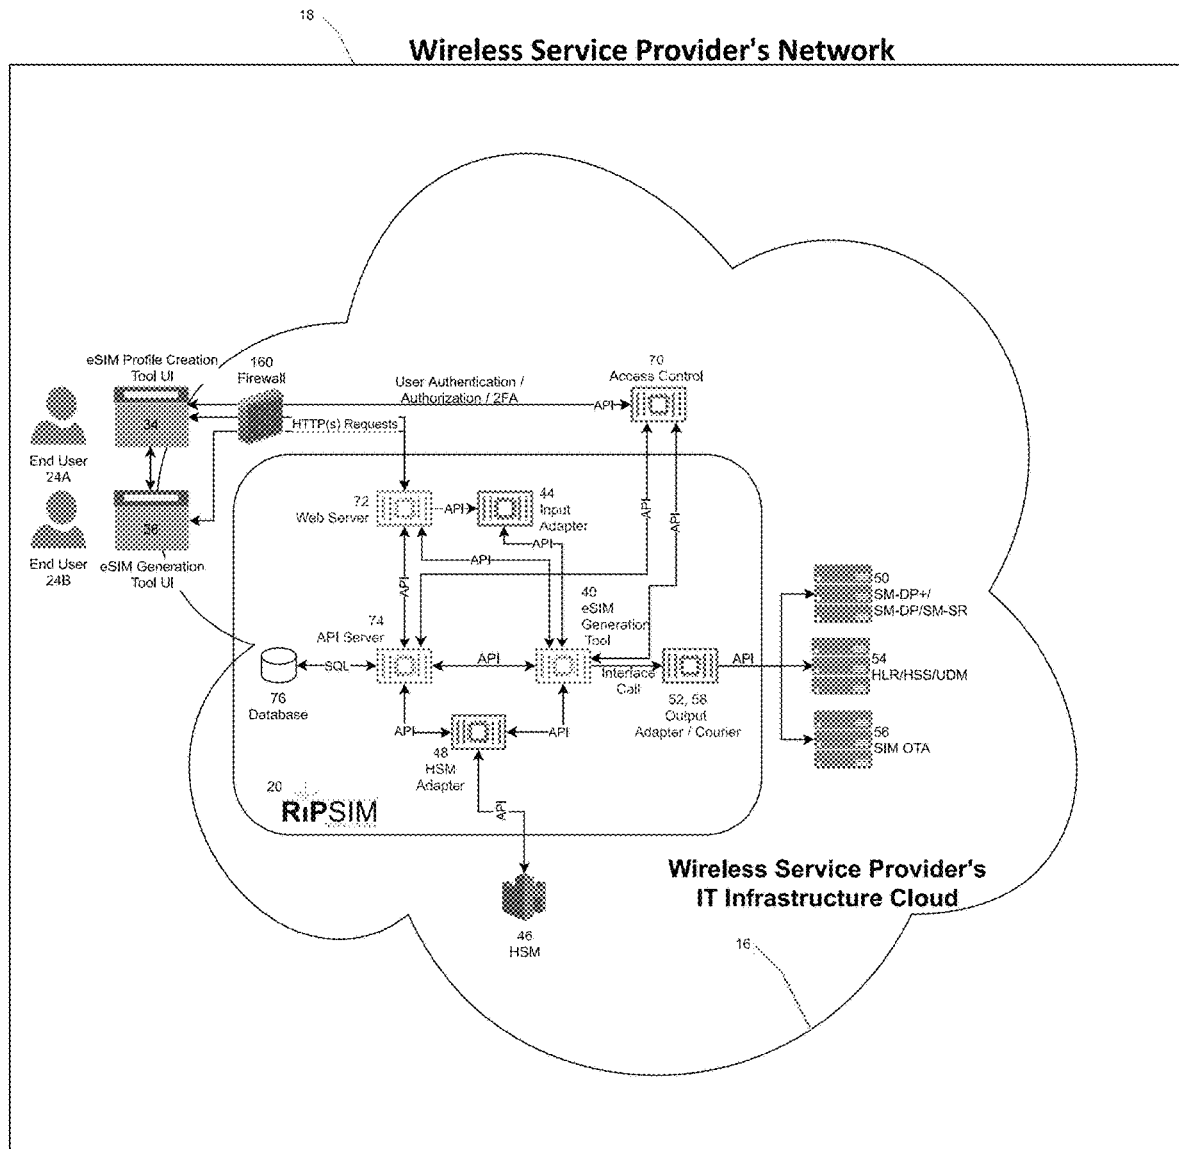 18
Wireless Service Provider's Network
eSIM Profile Creation
Tool UI
34
End User
24A
160
Firewall
User Authentication /
Authorization / 2FA
API
70
Access Control
HTTP(s) Requests
End User
24B
eSIM Generation
Tool UI
72
Web Server
API
44
Input
Adapter
API
API
API
API
API
40
eSIM
Generation
Tool
74
API Server
SQL
76
Database
API
Interface
Call
52, 58
Output
Adapter / Courier
API
50
SM-DP+/
SM-DP/SM-SR
54
HLR/HSS/UDM
56
SIM OTA
API
API
48
HSM
Adapter
20
RiPSIM
API
46
HSM
Wireless Service Provider's
IT Infrastructure Cloud
16